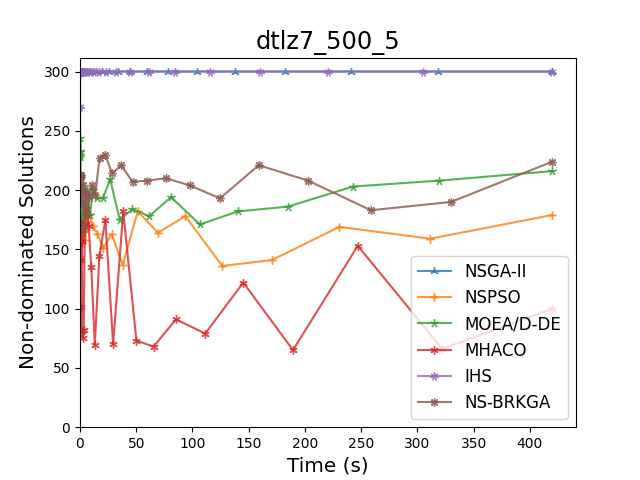 dtlz7_500_5
Non-dominated Solutions
300
250
200
150
100
50
0
0 50 100 150 200 250 300 350 400
Time (s)
NSGA-II
NSPSO
MOEA/D-DE
MHACO
IHS
NS-BRKGA